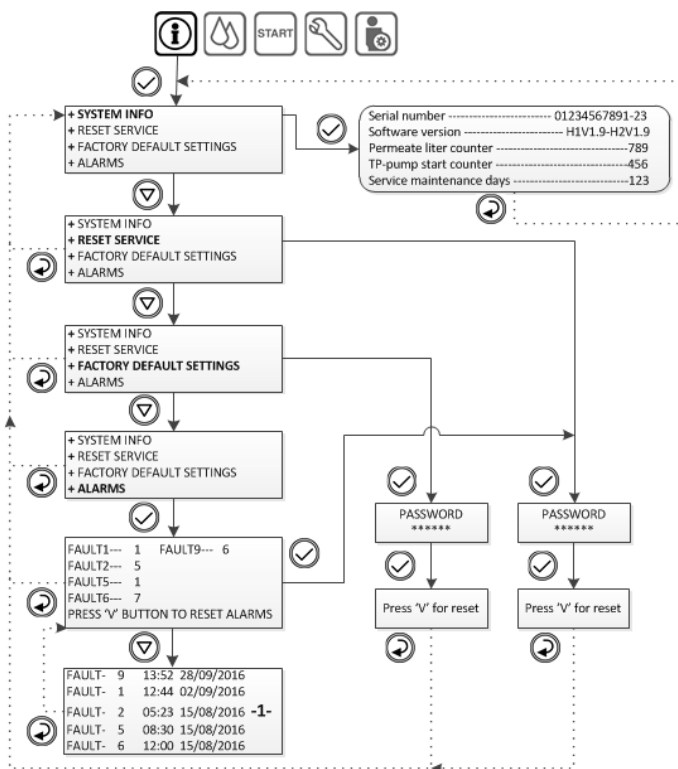 START
+ SYSTEM INFO
+ RESET SERVICE
+ FACTORY DEFAULT SETTINGS
+ ALARMS
Serial number ---------------------------- 01234567891-23
Software version --------------------------- H1V1.9-H2V1.9
Permeate liter counter ------------------------------------789
TP-pump start counter ------------------------------------456
Service maintenance days -------------------------------123
+ SYSTEM INFO
+ RESET SERVICE
+ FACTORY DEFAULT SETTINGS
+ ALARMS
+ SYSTEM INFO
+ RESET SERVICE
+ FACTORY DEFAULT SETTINGS
+ ALARMS
+ SYSTEM INFO
+ RESET SERVICE
+ FACTORY DEFAULT SETTINGS
+ ALARMS
FAULT1--- 1 FAULT9--- 6
FAULT2--- 5
FAULT5--- 1
FAULT6--- 7
PRESS ‘V’ BUTTON TO RESET ALARMS
PASSWORD
******
PASSWORD
******
Press ‘V’ for reset
Press ‘V’ for reset
FAULT- 9 13:52 28/09/2016
FAULT- 1 12:44 02/09/2016
FAULT- 2 05:23 15/08/2016 -1-
FAULT- 5 08:30 15/08/2016
FAULT- 6 12:00 15/08/2016